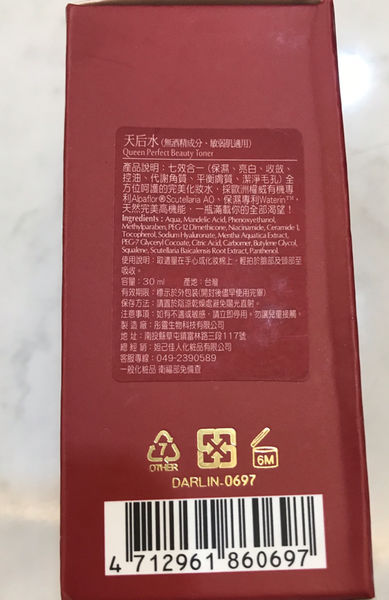 天后水(無酒精成分、敏弱肌適用)
Queen Perfect Beauty Toner
產品說明：七效合一(保濕、亮白、收斂、
控油、代謝角質、平衡膚質、潔淨毛孔)全
方位呵護的完美化妝水，採歐洲權威有機專
利Alpaflor®Scutelaria AO、保濕專利Waterin™，
天然完美高機能，一瓶滿載你的全部渴望！
Ingredients : Aqua, Mandelic Acid, Phenoxyethanol,
Methylparaben, PEG-12 Dimethicone, Niacinamide, Ceramide 1,
Tocopherol, Sodium Hyaluronate, Mentha Aquatica Extract,
PEG-7 Glyceryl Cocoate, Citric Acid, Carbomer, Butylene Glycol,
Squalene, Scutellaria Baicalensis Root Extract, Panthenol.
使用說明：取適量在手心或化妝棉上，輕拍於臉部及頸部至
吸收。
容量：30 ml 產地：台灣
有效期限：標示於外包裝(開封後儘早使用完畢)
保存方法：請置於陰涼乾燥處避免陽光直射。
注意事項：如有不適或敏感，請立即停用。勿讓兒童接觸。
製造商：彤靈生物科技有限公司
地址：南投縣草屯鎮富林路三段117號
總經銷：妲己佳人化粧品有限公司
客服專線：049-2390589
一般化粧品 衛福部免備查
7
OTHER
6M
DARLIN-0697
4 712961 860697